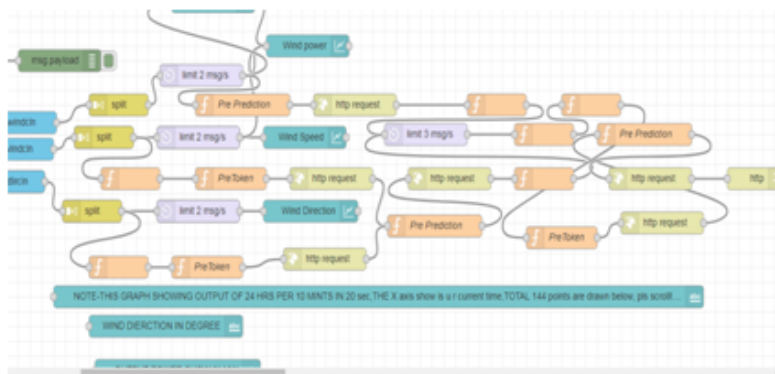 Wind power
msg.payload
limit 2 msg/s
split
Pre Prediction
http request
windcin
split
limit 2 msg/s
Wind Speed
limit 3 msg/s
Pre Prediction
PreToken
http request
http request
http request
http
split
limit 2 msg/s
Wind Direction
Pre Prediction
http request
PreToken
PreToken
http request
NOTE-THIS GRAPH SHOWING OUTPUT OF 24 HRS PER 10 MINTS IN 20 sec,THE X axis show is u r current time,TOTAL 144 points are drawn below, pls scroll...
WIND DIERCTION IN DEGREE